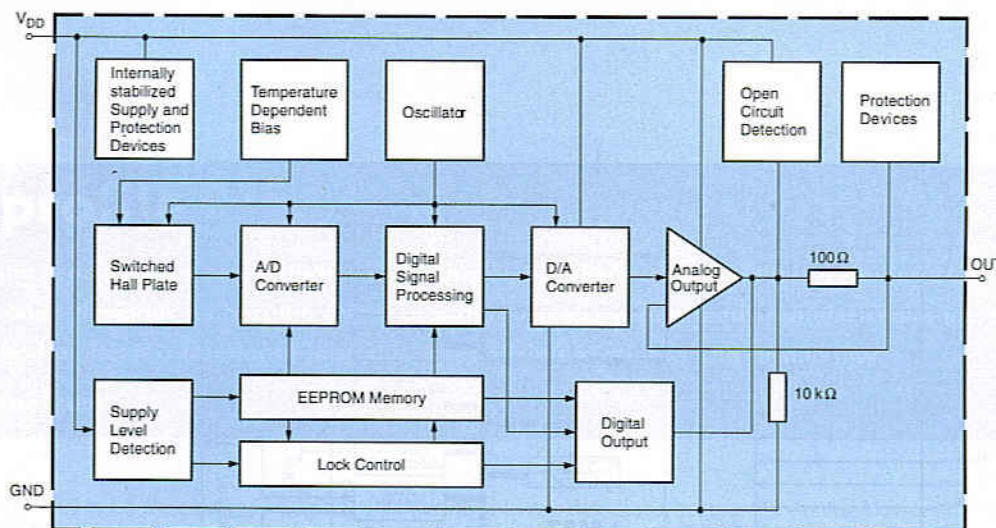 VDD
Internally
stabilized
Supply and
Protection
Devices
Temperature
Dependent
Bias
Oscillator
Open
Circuit
Detection
Protection
Devices
Switched
Hall Plate
A/D
Converter
Digital
Signal
Processing
D/A
Converter
Analog
Output
100 Ω
OUT
EEPROM Memory
Supply
Level
Detection
Lock Control
Digital
Output
10 kΩ
GND